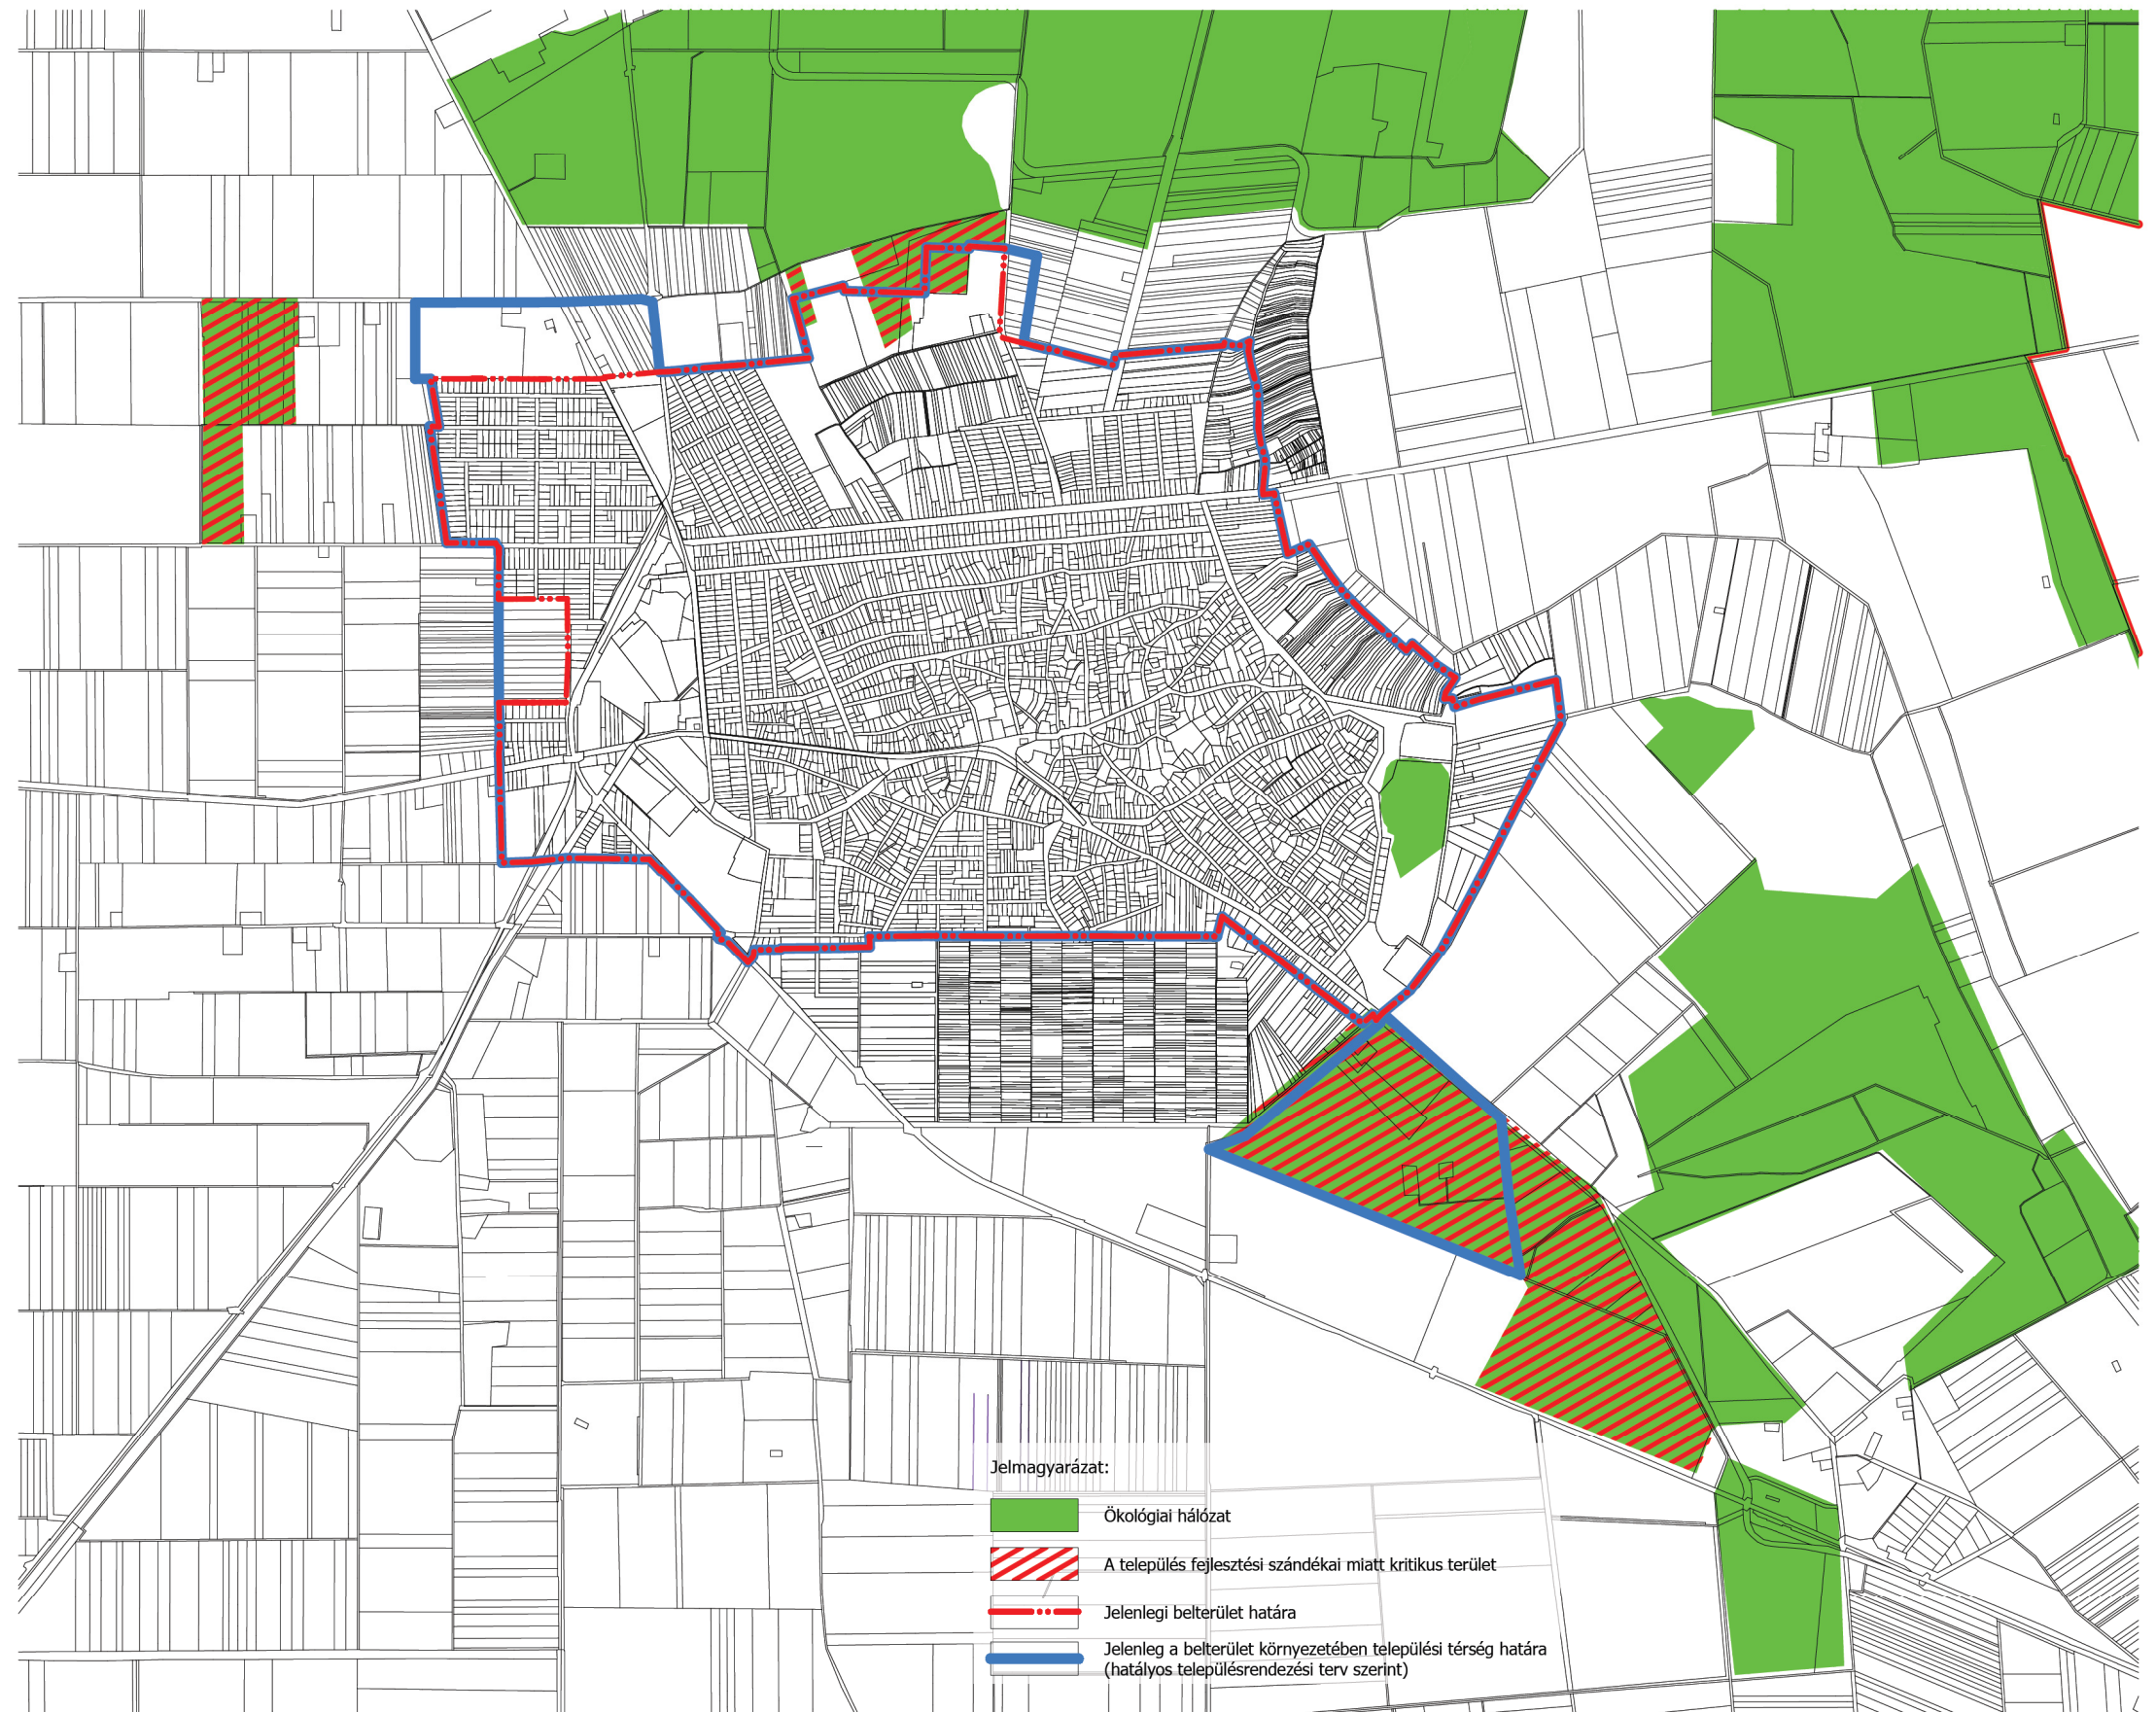 Jelmagyarázat:
Ökológiai hálózat
A település fejlesztési szándékai miatt kritikus terület
Jelenlegi belterület határa
Jelenleg a belterület környezetében települési térség határa
(hatályos településrendezési terv szerint)